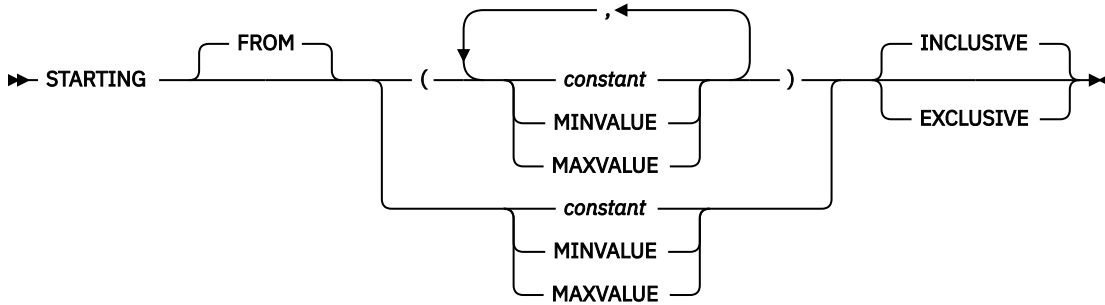 ,
FROM INCLUSIVE
STARTING ( constant )
MINVALUE EXCLUSIVE
MAXVALUE
constant
MINVALUE
MAXVALUE